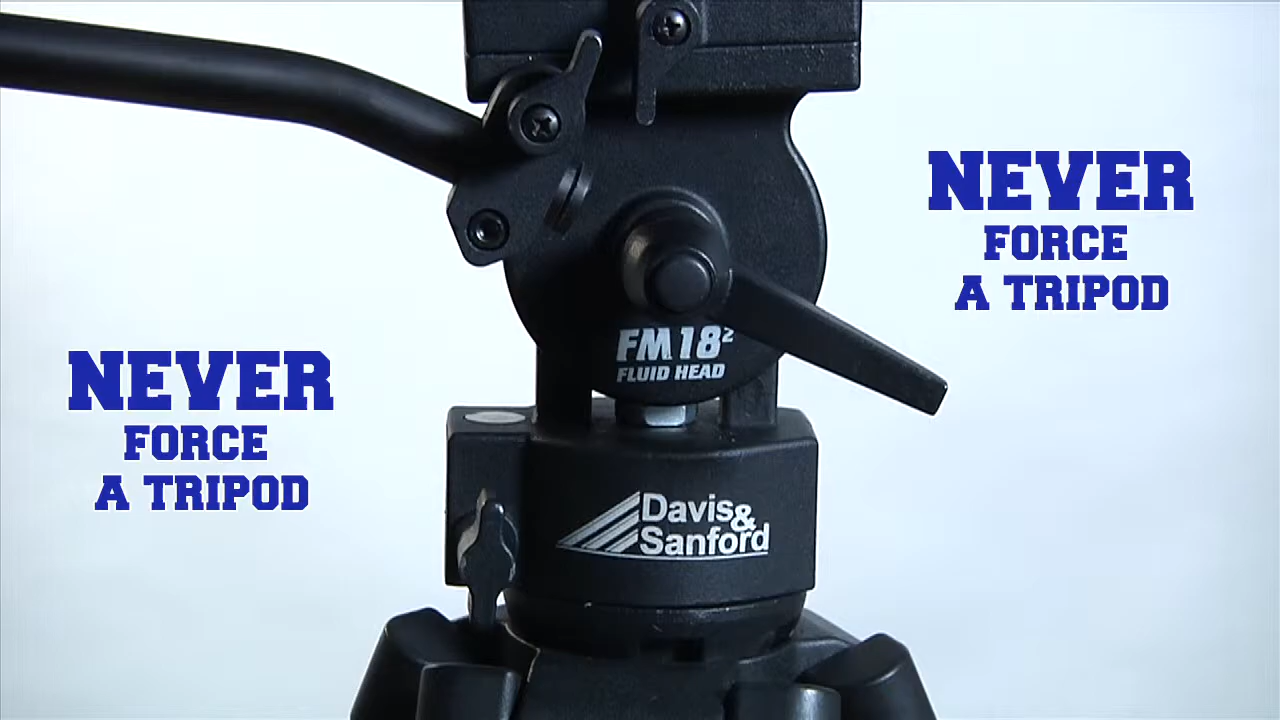 NEVER
FORCE
A TRIPOD
NEVER
FORCE
A TRIPOD
FM18²
FLUID HEAD
Davis&
Sanford